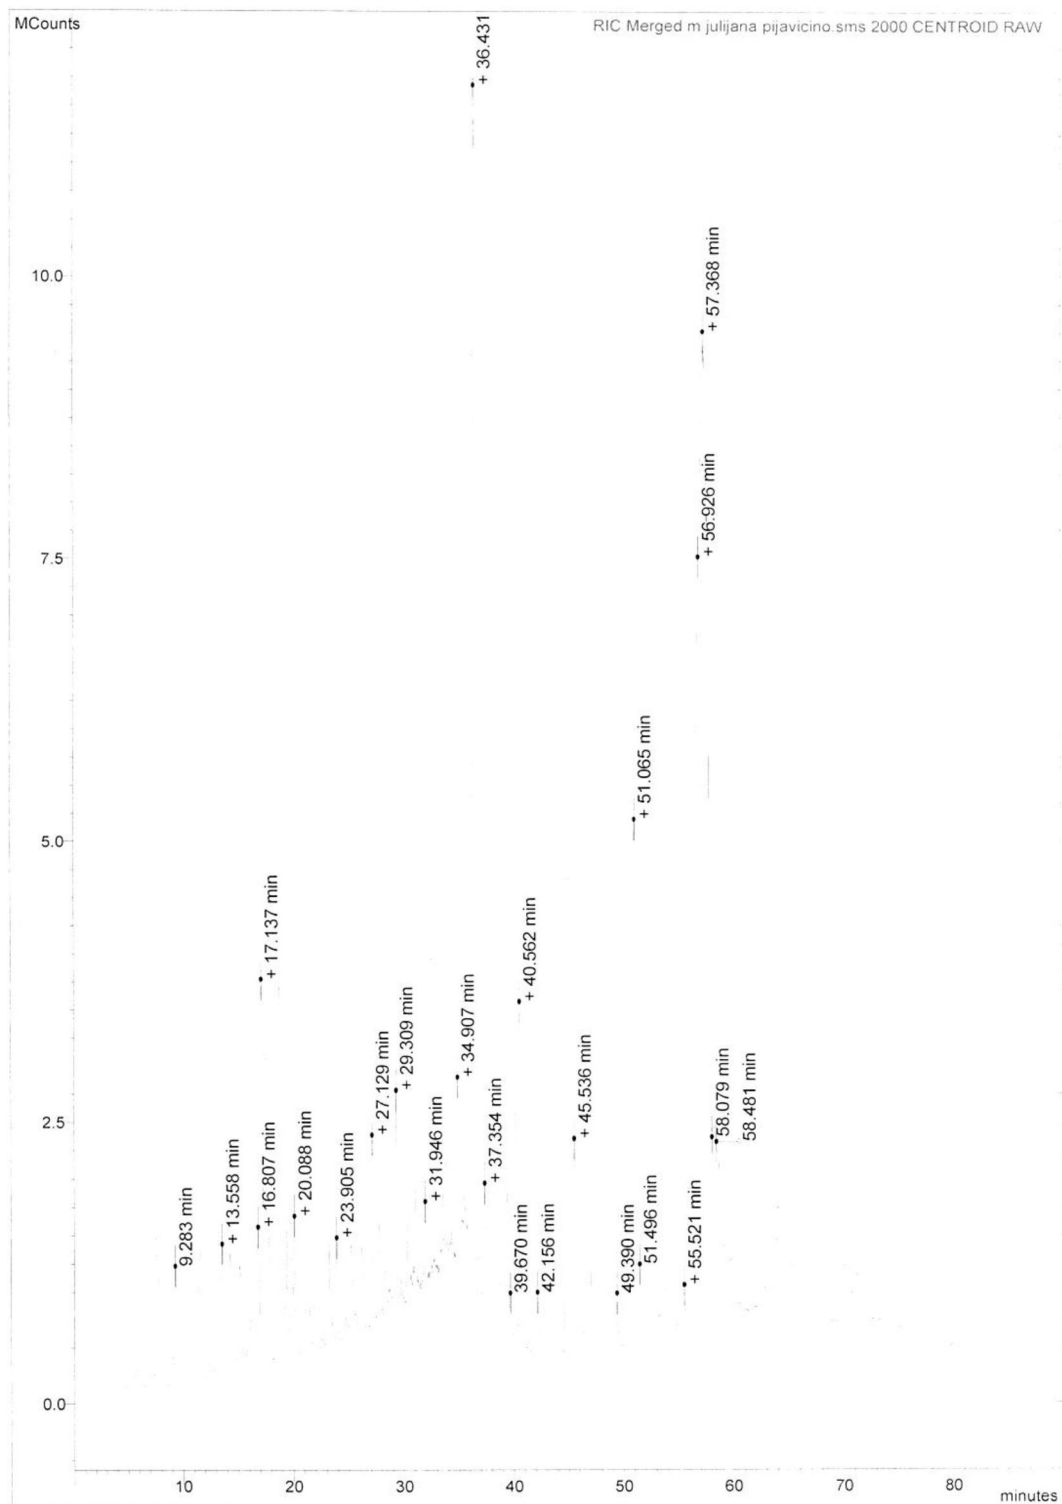 MCounts
RIC Merged m julijana pijavicino.sms 2000 CENTROID RAW
+ 36.431
10.0
+ 57.368 min
+ 56.926 min
7.5
+ 51.065 min
5.0
+ 17.137 min
+ 40.562 min
+ 29.309 min
+ 34.907 min
+ 27.129 min
+ 45.536 min
58.079 min
58.481 min
2.5
+ 31.946 min
+ 37.354 min
+ 13.558 min
+ 16.807 min
+ 20.088 min
+ 23.905 min
9.283 min
39.670 min
42.156 min
49.390 min
51.496 min
+ 55.521 min
0.0
10
20
30
40
50
60
70
80
minutes